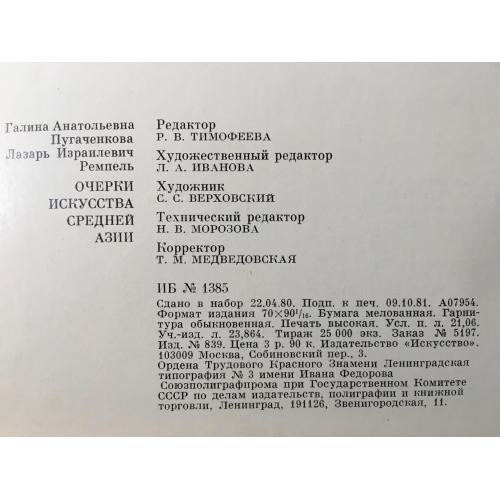 Галина Анатольевна
Пугаченкова
Лазарь Израилевич
Ремпель
ОЧЕРКИ
ИСКУССТВА
СРЕДНЕЙ
АЗИИ
Редактор
Р. В. ТИМОФЕЕВА
Художественный редактор
Л. А. ИВАНОВА
Художник
С. С. ВЕРХОВСКИЙ
Технический редактор
Н. В. МОРОЗОВА
Корректор
Т. М. МЕДВЕДОВСКАЯ
ИБ № 1385
Сдано в набор 22.04.80. Подп. к печ. 09.10.81. А07954.
Формат издания 70×90¹/₁₆. Бумага мелованная. Гарни-
тура обыкновенная. Печать высокая. Усл. п. л. 21,06.
Уч.-изд. л. 23,864. Тираж 25 000 экз. Заказ № 5197.
Изд. № 839. Цена 3 р. 90 к. Издательство «Искусство».
103009 Москва, Собиновский пер., 3.
Ордена Трудового Красного Знамени Ленинградская
типография № 3 имени Ивана Федорова
Союзполиграфпрома при Государственном Комитете
СССР по делам издательств, полиграфии и книжной
торговли, Ленинград, 191126, Звенигородская, 11.